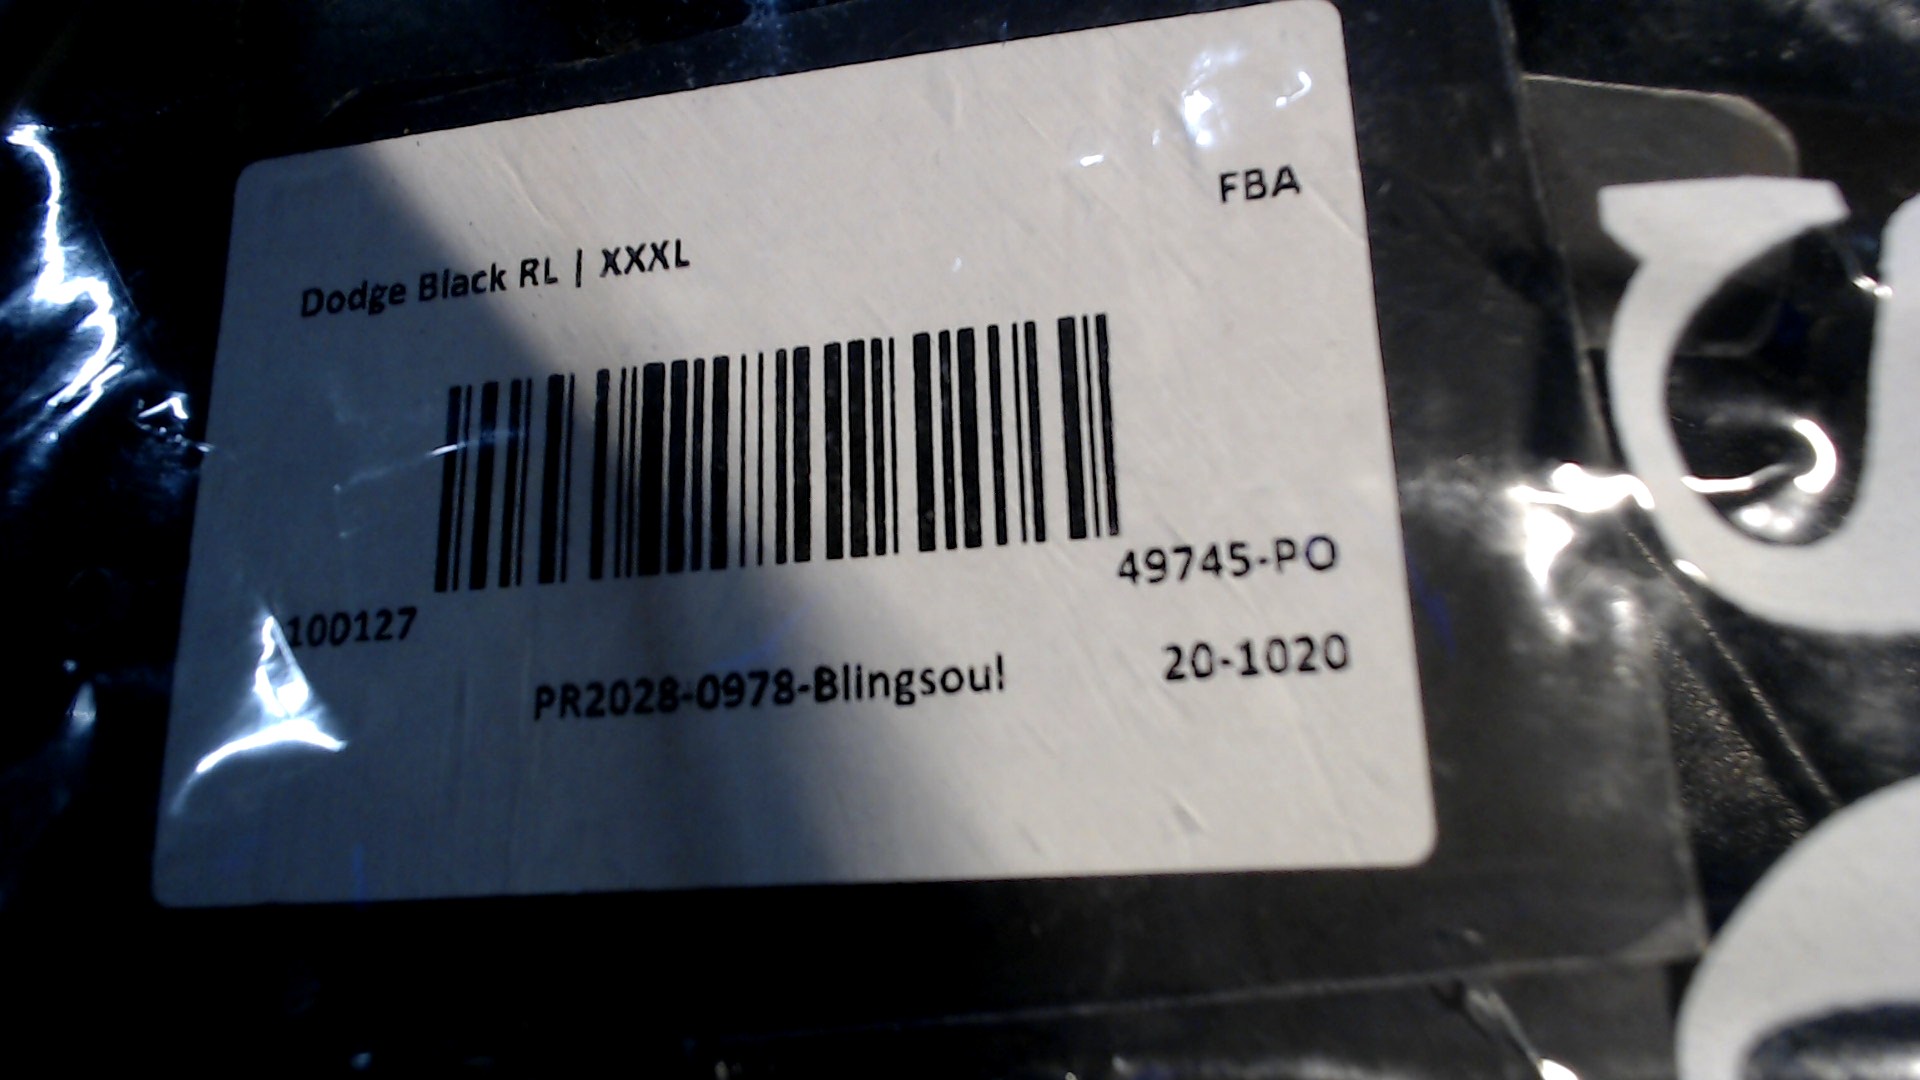 FBA
Dodge Black RL | XXXL
49745-PO
100127
20-1020
PR2028-0978-Blingsoul